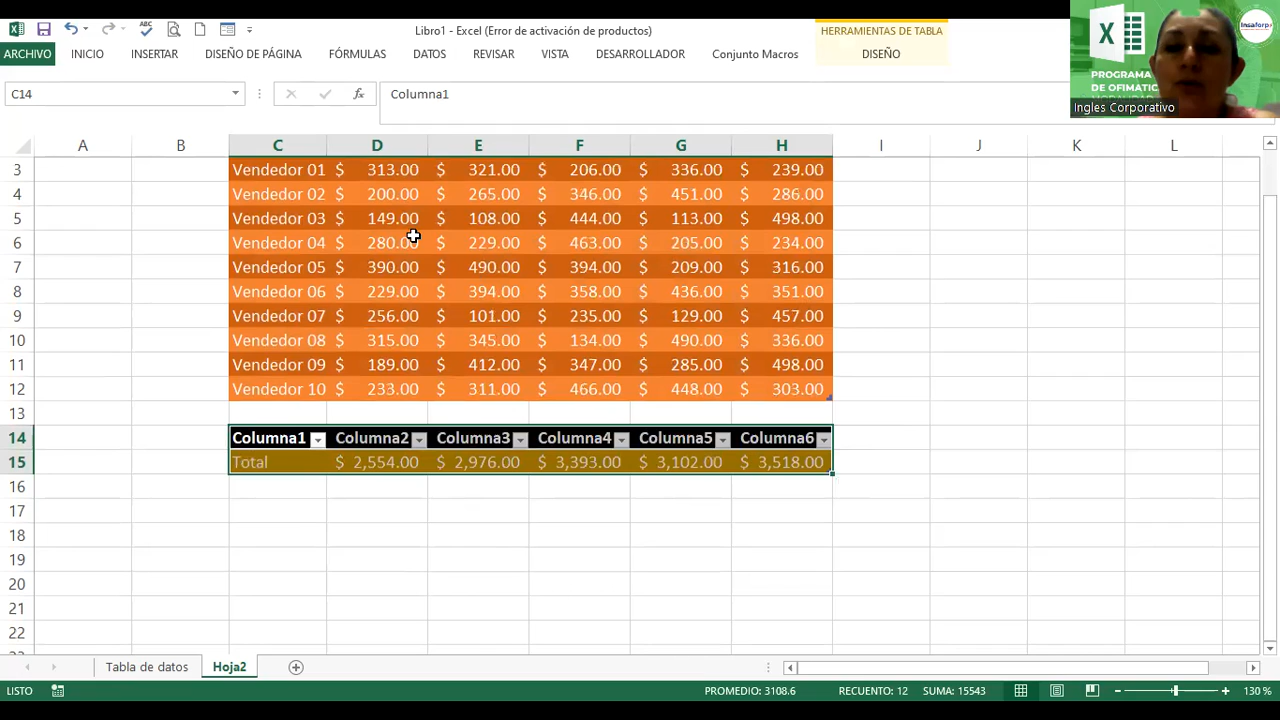 Libro1 - Excel (Error de activación de productos)
HERRAMIENTAS DE TABLA
ARCHIVO INICIO INSERTAR DISEÑO DE PÁGINA FÓRMULAS DATOS REVISAR VISTA DESARROLLADOR Conjunto Macros DISEÑO
PROGRAMA
DE OFIMATIC
Ingles Corporativo
Insaforp
C14 fx Columna1
C D E F G H
A B I J K L
3 Vendedor 01 $ 313.00 $ 321.00 $ 206.00 $ 336.00 $ 239.00
4 Vendedor 02 $ 200.00 $ 265.00 $ 346.00 $ 451.00 $ 286.00
5 Vendedor 03 $ 149.00 $ 108.00 $ 444.00 $ 113.00 $ 498.00
6 Vendedor 04 $ 280.00 $ 229.00 $ 463.00 $ 205.00 $ 234.00
7 Vendedor 05 $ 390.00 $ 490.00 $ 394.00 $ 209.00 $ 316.00
8 Vendedor 06 $ 229.00 $ 394.00 $ 358.00 $ 436.00 $ 351.00
9 Vendedor 07 $ 256.00 $ 101.00 $ 235.00 $ 129.00 $ 457.00
10 Vendedor 08 $ 315.00 $ 345.00 $ 134.00 $ 490.00 $ 336.00
11 Vendedor 09 $ 189.00 $ 412.00 $ 347.00 $ 285.00 $ 498.00
12 Vendedor 10 $ 233.00 $ 311.00 $ 466.00 $ 448.00 $ 303.00
13
14 Columna1 Columna2 Columna3 Columna4 Columna5 Columna6
15 Total $ 2,554.00 $ 2,976.00 $ 3,393.00 $ 3,102.00 $ 3,518.00
16
17
18
19
20
21
22
Tabla de datos Hoja2
LISTO PROMEDIO: 3108.6 RECUENTO: 12 SUMA: 15543 130 %